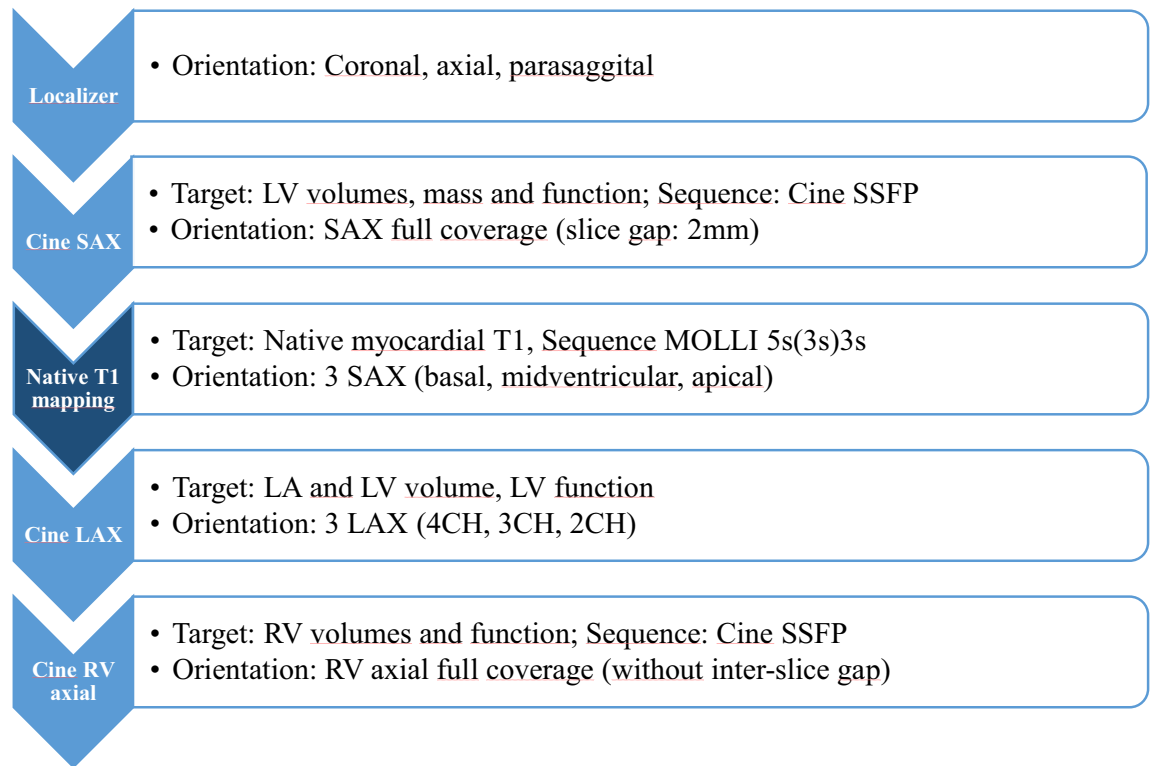 Localizer
• Orientation: Coronal, axial, parasaggital
Cine SAX
• Target: LV volumes, mass and function; Sequence: Cine SSFP
• Orientation: SAX full coverage (slice gap: 2mm)
Native T1
mapping
• Target: Native myocardial T1, Sequence MOLLI 5s(3s)3s
• Orientation: 3 SAX (basal, midventricular, apical)
Cine LAX
• Target: LA and LV volume, LV function
• Orientation: 3 LAX (4CH, 3CH, 2CH)
Cine RV
axial
• Target: RV volumes and function; Sequence: Cine SSFP
• Orientation: RV axial full coverage (without inter-slice gap)